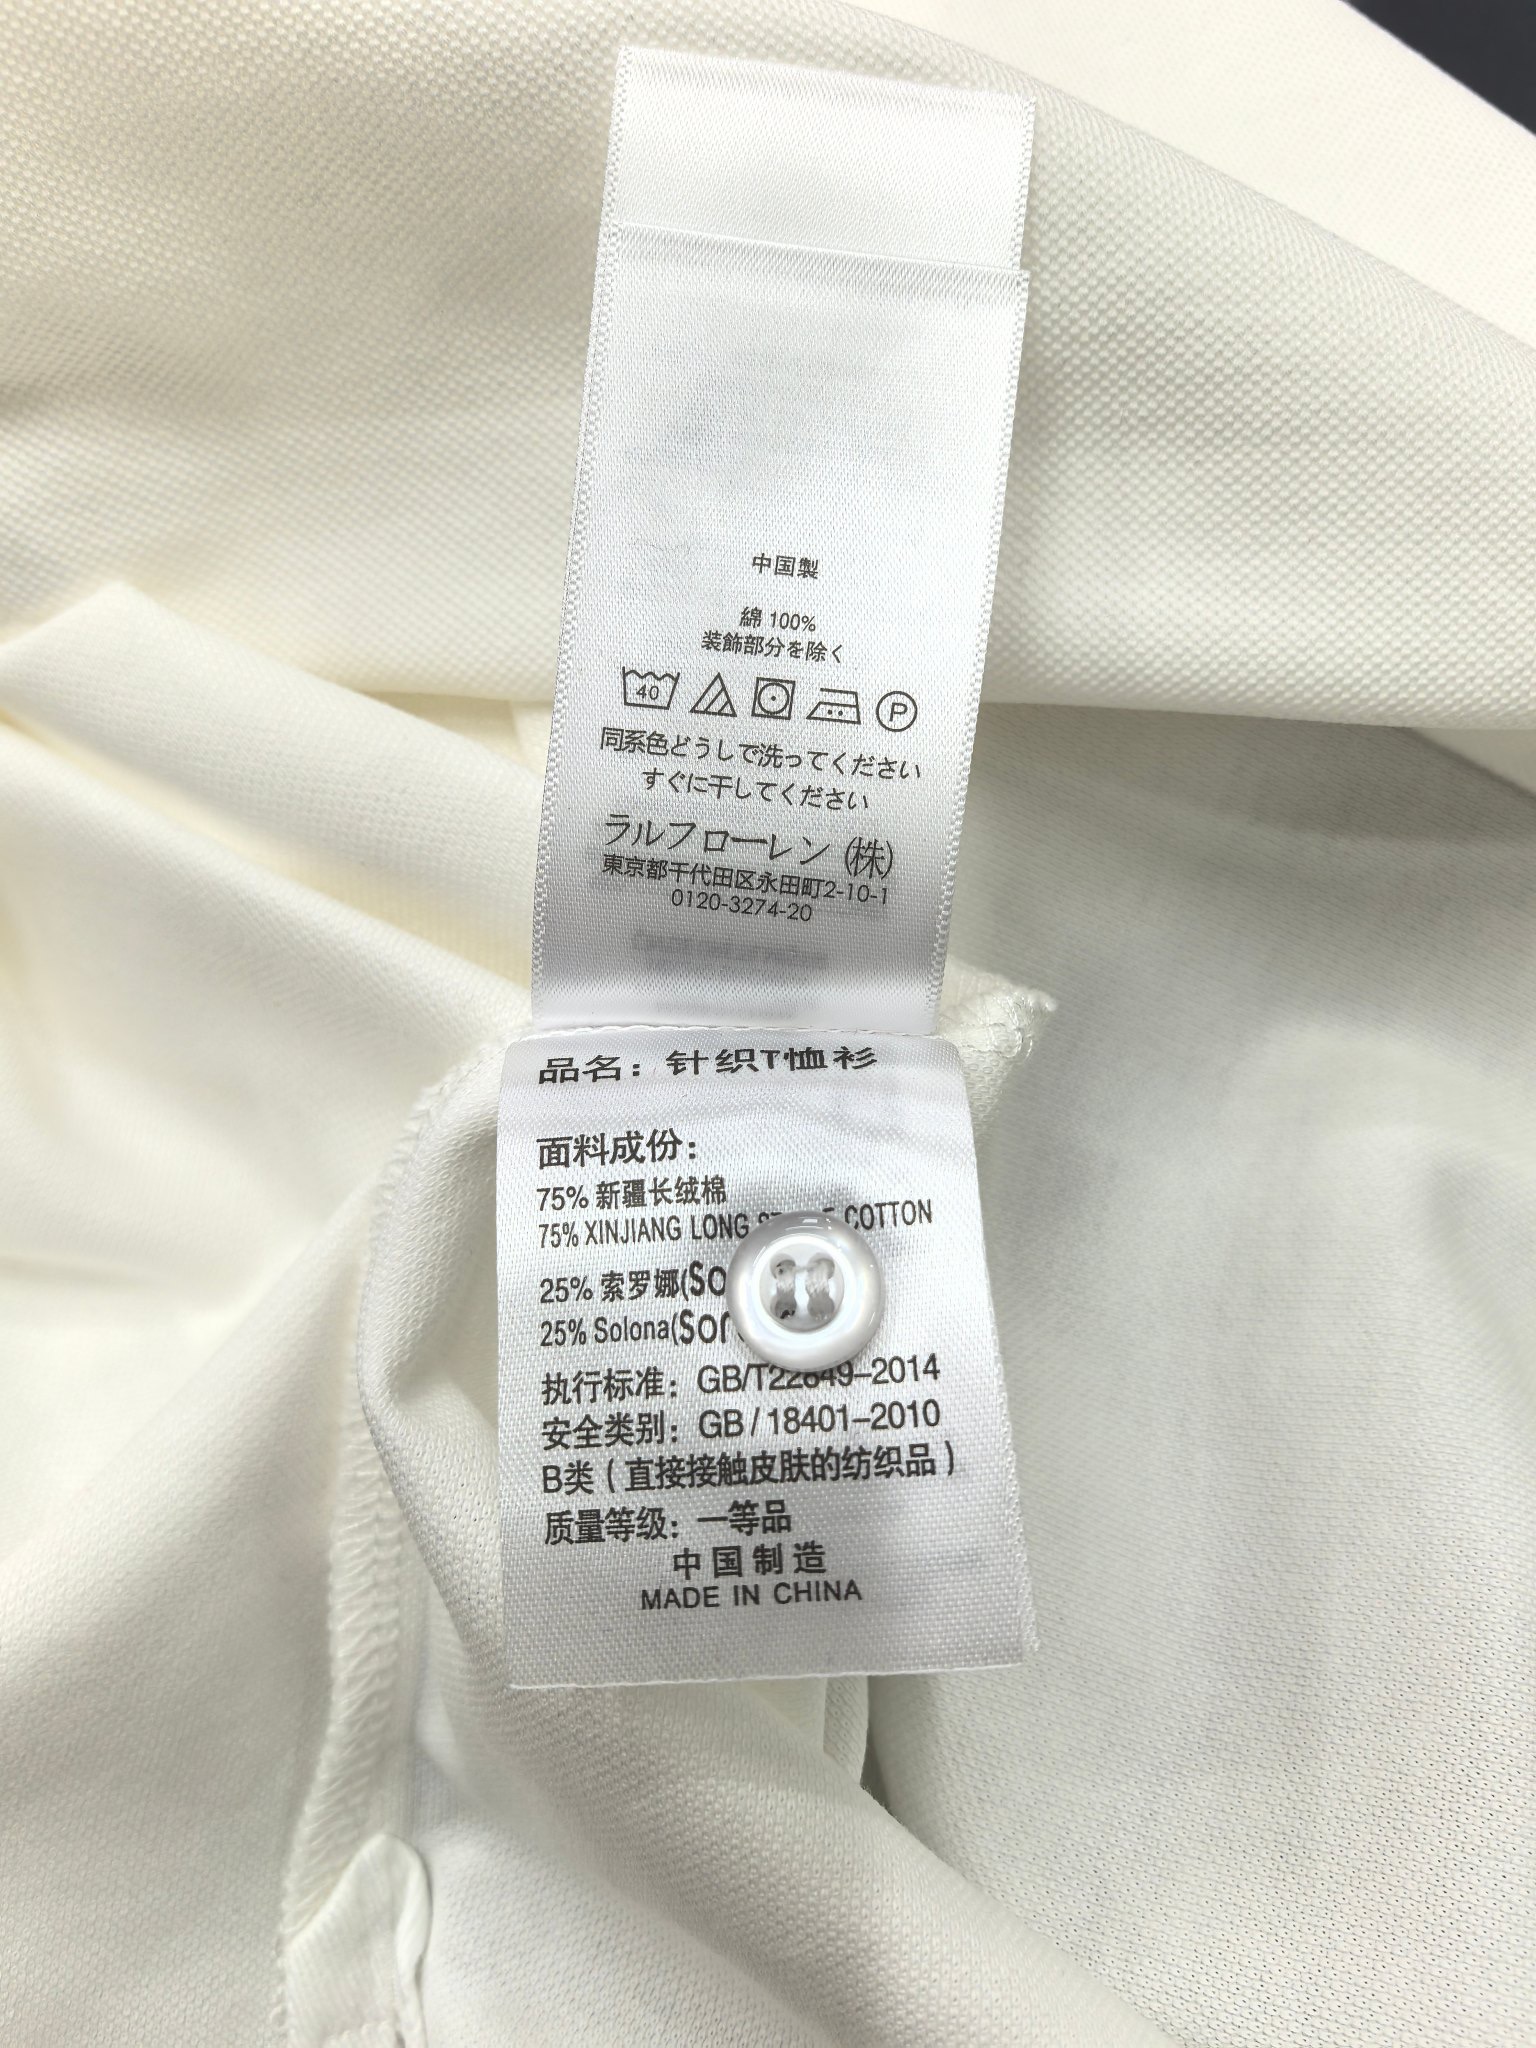 中国製
綿 100%
装飾部分を除く
40
P
同系色どうしで洗ってください
すぐに干してください
ラルフローレン (株)
東京都千代田区永田町2-10-1
0120-3274-20
品名：针织T恤衫
面料成份：
75% 新疆长绒棉
75% XINJIANG LONG COTTON
25% 索罗娜(So
25% Solona(Sor
执行标准：GB/T22849–2014
安全类别：GB/18401–2010
B类（直接接触皮肤的纺织品）
质量等级：一等品
中国制造
MADE IN CHINA